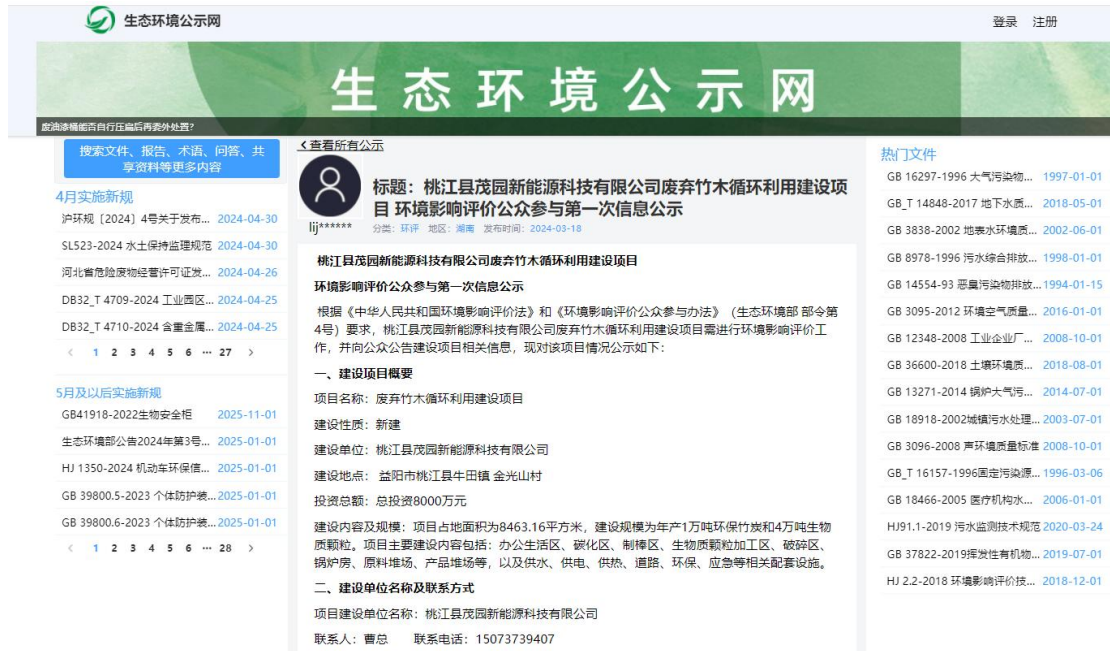 生态环境公示网
登录 注册
生态环境公示网
废油漆桶能否自行压扁后再委外处置?
搜索文件、报告、术语、问答、共
享资料等更多内容
4月实施新规
沪环规〔2024〕4号关于发布... 2024-04-30
SL523-2024 水土保持监理规范 2024-04-30
河北省危险废物经营许可证发... 2024-04-26
DB32_T 4709-2024 工业园区... 2024-04-25
DB32_T 4710-2024 含重金属... 2024-04-25
< 1 2 3 4 5 6 ... 27 >
5月及以后实施新规
GB41918-2022生物安全柜 2025-11-01
生态环境部公告2024年第3号... 2025-01-01
HJ 1350-2024 机动车环保信... 2025-01-01
GB 39800.5-2023 个体防护装... 2025-01-01
GB 39800.6-2023 个体防护装... 2025-01-01
< 1 2 3 4 5 6 ... 28 >
<查看所有公示
lij******
标题:桃江县茂园新能源科技有限公司废弃竹木循环利用建设项
目 环境影响评价公众参与第一次信息公示
分类:环评 地区:湖南 发布时间:2024-03-18
桃江县茂园新能源科技有限公司废弃竹木循环利用建设项目
环境影响评价公众参与第一次信息公示
根据《中华人民共和国环境影响评价法》和《环境影响评价公众参与办法》(生态环境部 部令第
4号)要求,桃江县茂园新能源科技有限公司废弃竹木循环利用建设项目需进行环境影响评价工
作,并向公众公告建设项目相关信息,现对该项目情况公示如下:
一、建设项目概要
项目名称:废弃竹木循环利用建设项目
建设性质:新建
建设单位:桃江县茂园新能源科技有限公司
建设地点: 益阳市桃江县牛田镇 金光山村
投资总额:总投资8000万元
建设内容及规模:项目占地面积为8463.16平方米,建设规模为年产1万吨环保竹炭和4万吨生物
质颗粒。项目主要建设内容包括:办公生活区、碳化区、制棒区、生物质颗粒加工区、破碎区、
锅炉房、原料堆场、产品堆场等,以及供水、供电、供热、道路、环保、应急等相关配套设施。
二、建设单位名称及联系方式
项目建设单位名称:桃江县茂园新能源科技有限公司
联系人:曹总 联系电话:15073739407
热门文件
GB 16297-1996 大气污染物... 1997-01-01
GB_T 14848-2017 地下水质... 2018-05-01
GB 3838-2002 地表水环境质... 2002-06-01
GB 8978-1996 污水综合排放... 1998-01-01
GB 14554-93 恶臭污染物排放... 1994-01-15
GB 3095-2012 环境空气质量... 2016-01-01
GB 12348-2008 工业企业厂... 2008-10-01
GB 36600-2018 土壤环境质... 2018-08-01
GB 13271-2014 锅炉大气污... 2014-07-01
GB 18918-2002城镇污水处理... 2003-07-01
GB 3096-2008 声环境质量标准 2008-10-01
GB_T 16157-1996固定污染源... 1996-03-06
GB 18466-2005 医疗机构水... 2006-01-01
HJ91.1-2019 污水监测技术规范 2020-03-24
GB 37822-2019挥发性有机物... 2019-07-01
HJ 2.2-2018 环境影响评价技... 2018-12-01